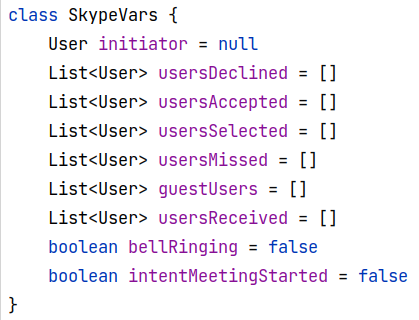 class SkypeVars {
    User initiator = null
    List<User> usersDeclined = []
    List<User> usersAccepted = []
    List<User> usersSelected = []
    List<User> usersMissed = []
    List<User> guestUsers = []
    List<User> usersReceived = []
    boolean bellRinging = false
    boolean intentMeetingStarted = false
}